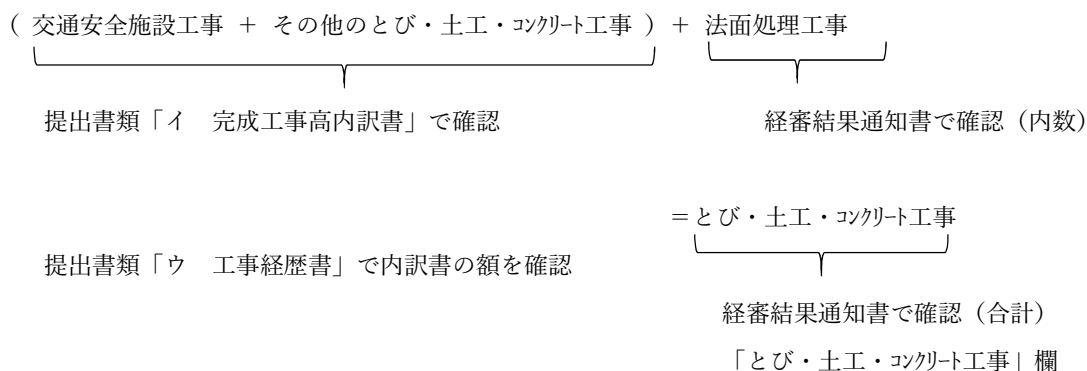 ( 交通安全施設工事 + その他のとび・土工・ｺﾝｸﾘｰﾄ工事 ) + 法面処理工事
提出書類「イ　完成工事高内訳書」で確認　経審結果通知書で確認（内数）
＝とび・土工・ｺﾝｸﾘｰﾄ工事
提出書類「ウ　工事経歴書」で内訳書の額を確認
経審結果通知書で確認（合計）
「とび・土工・ｺﾝｸﾘｰﾄ工事」欄